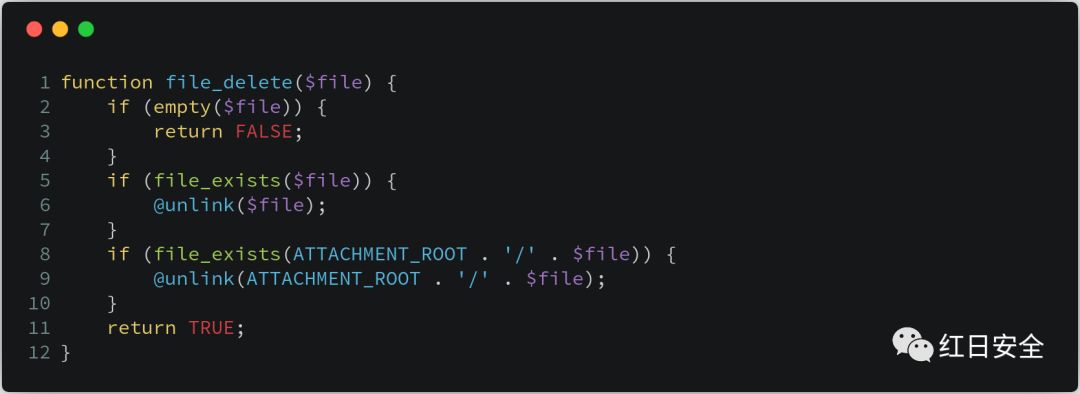 1 function file_delete($file) {
2     if (empty($file)) {
3         return FALSE;
4     }
5     if (file_exists($file)) {
6         @unlink($file);
7     }
8     if (file_exists(ATTACHMENT_ROOT . '/' . $file)) {
9         @unlink(ATTACHMENT_ROOT . '/' . $file);
10     }
11     return TRUE;
12 }
红日安全